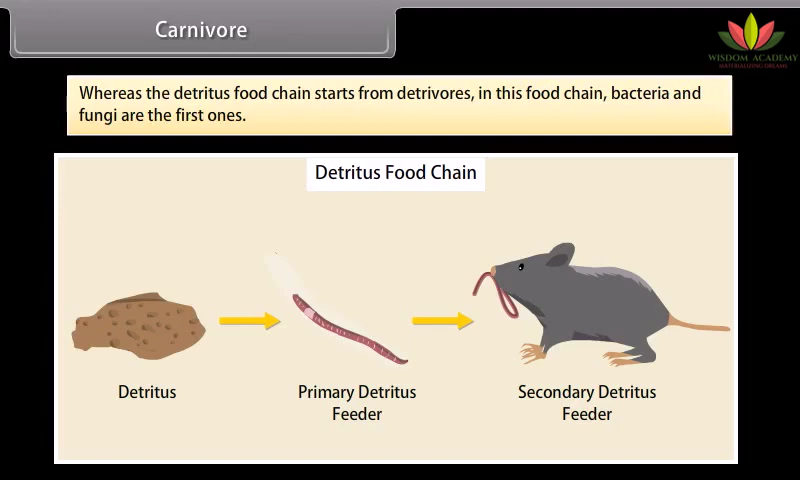 Carnivore
WISDOM ACADEMY
MATERIALIZING DREAMS
Whereas the detritus food chain starts from detrivores, in this food chain, bacteria and
fungi are the first ones.
Detritus Food Chain
Detritus
Primary Detritus
Feeder
Secondary Detritus
Feeder